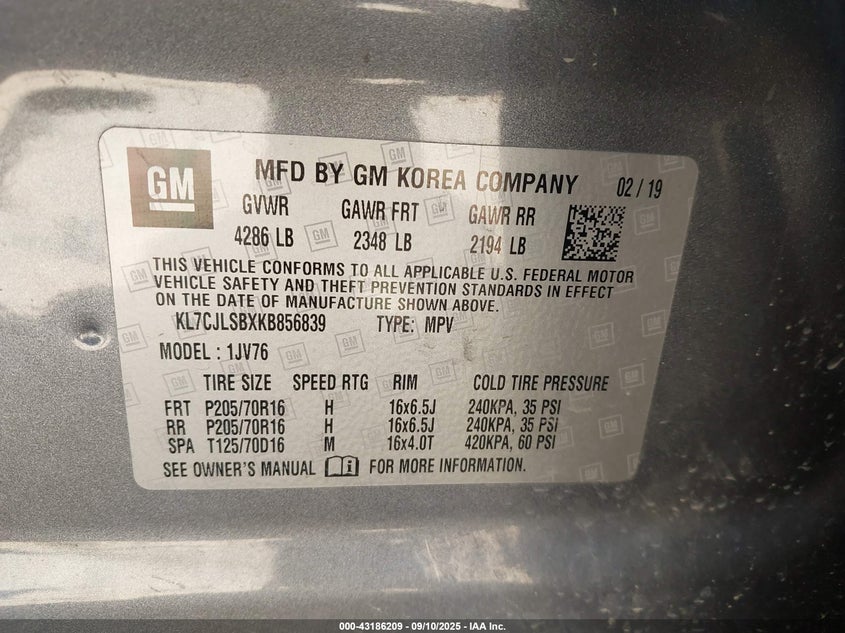 GM
MFD BY GM KOREA COMPANY 02 / 19
GVWR GAWR FRT GAWR RR
4286 LB 2348 LB 2194 LB
THIS VEHICLE CONFORMS TO ALL APPLICABLE U.S. FEDERAL MOTOR
VEHICLE SAFETY AND THEFT PREVENTION STANDARDS IN EFFECT
ON THE DATE OF MANUFACTURE SHOWN ABOVE.
KL7CJLSBXKB856839 TYPE: MPV
MODEL : 1JV76
TIRE SIZE SPEED RTG RIM COLD TIRE PRESSURE
FRT P205/70R16 H 16x6.5J 240KPA, 35 PSI
RR P205/70R16 H 16x6.5J 240KPA, 35 PSI
SPA T125/70D16 M 16x4.0T 420KPA, 60 PSI
SEE OWNER'S MANUAL FOR MORE INFORMATION.
000-43186209 - 09/10/2025 - IAA Inc.